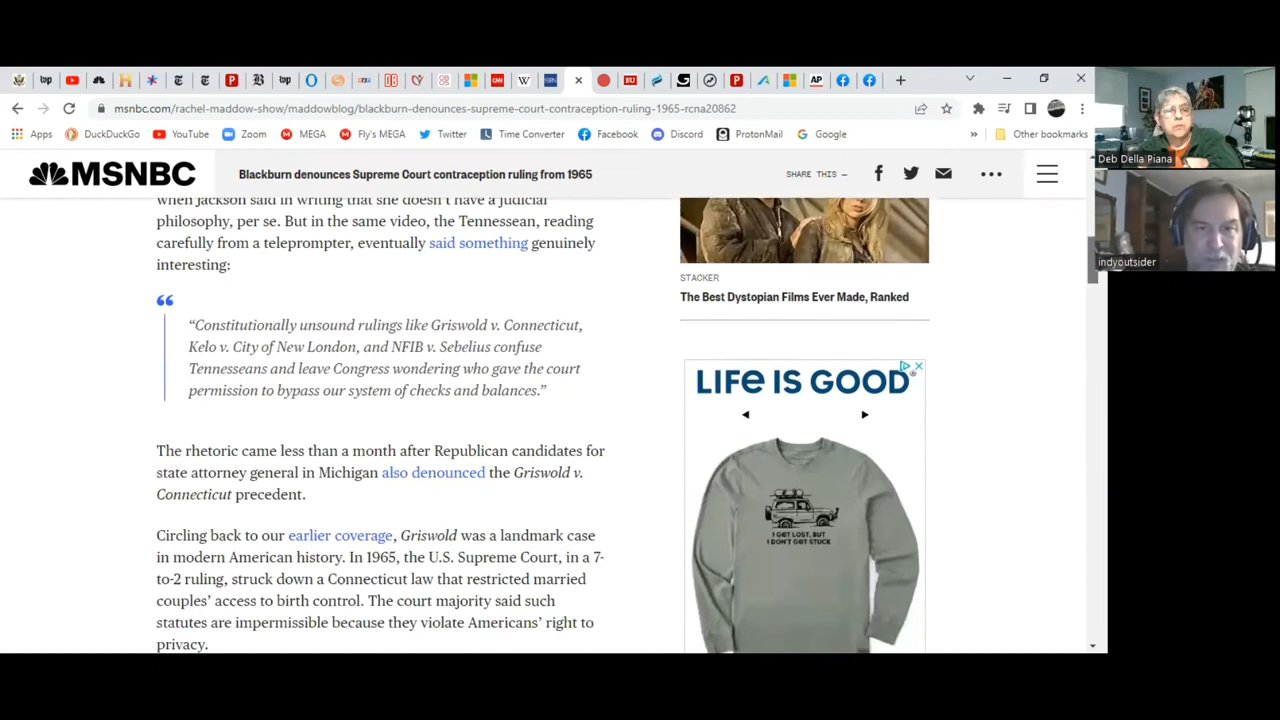 msnbc.com/rachel-maddow-show/maddowblog/blackburn-denounces-supreme-court-contraception-ruling-1965-rcna20862
Apps DuckDuckGo YouTube Zoom MEGA Fly's MEGA Twitter Time Converter Facebook Discord ProtonMail Google » Other bookmarks
MSNBC Blackburn denounces Supreme Court contraception ruling from 1965 SHARE THIS —
when Jackson said in writing that she doesn't have a judicial
philosophy, per se. But in the same video, the Tennessean, reading
carefully from a teleprompter, eventually said something genuinely
interesting:
“Constitutionally unsound rulings like Griswold v. Connecticut,
Kelo v. City of New London, and NFIB v. Sebelius confuse
Tennesseans and leave Congress wondering who gave the court
permission to bypass our system of checks and balances.”
The rhetoric came less than a month after Republican candidates for
state attorney general in Michigan also denounced the Griswold v.
Connecticut precedent.
Circling back to our earlier coverage, Griswold was a landmark case
in modern American history. In 1965, the U.S. Supreme Court, in a 7-
to-2 ruling, struck down a Connecticut law that restricted married
couples’ access to birth control. The court majority said such
statutes are impermissible because they violate Americans’ right to
privacy.
STACKER
The Best Dystopian Films Ever Made, Ranked
LIFE IS GOOD
I GET LOST, BUT
I DON'T GET STUCK
Deb Della Piana
indyoutsider